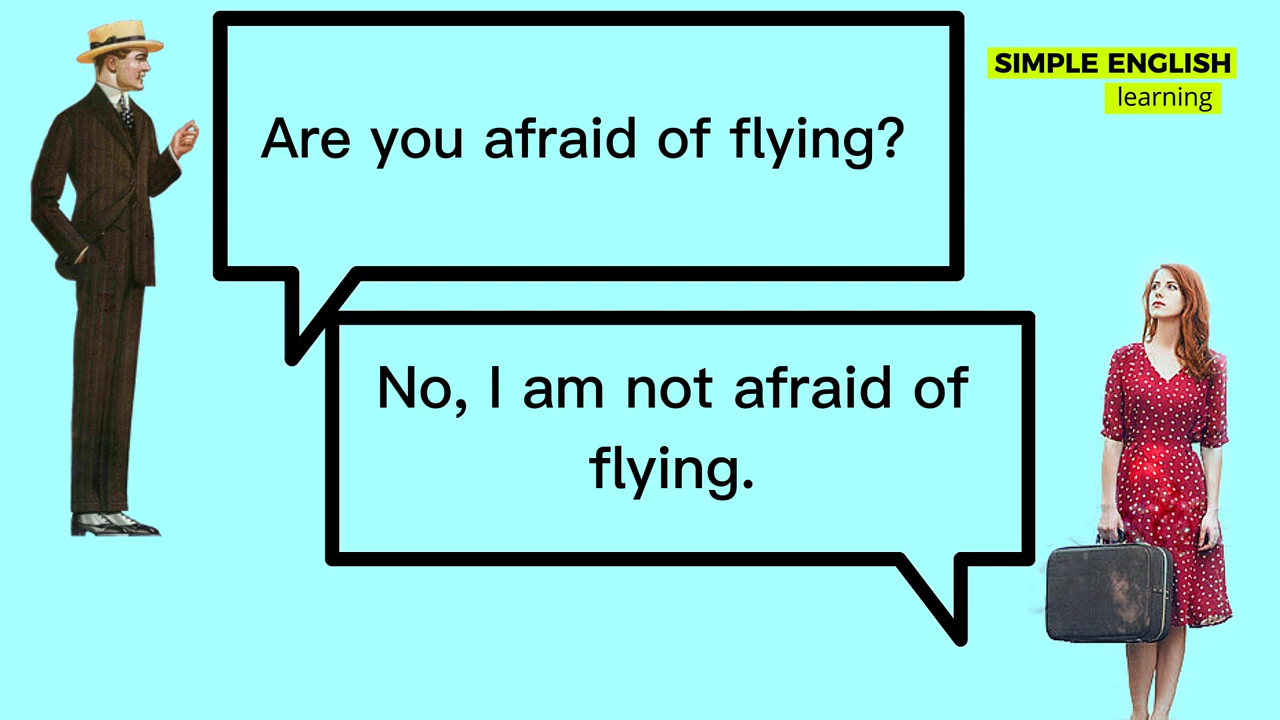 Are you afraid of flying?
SIMPLE ENGLISH
learning
No, I am not afraid of
flying.